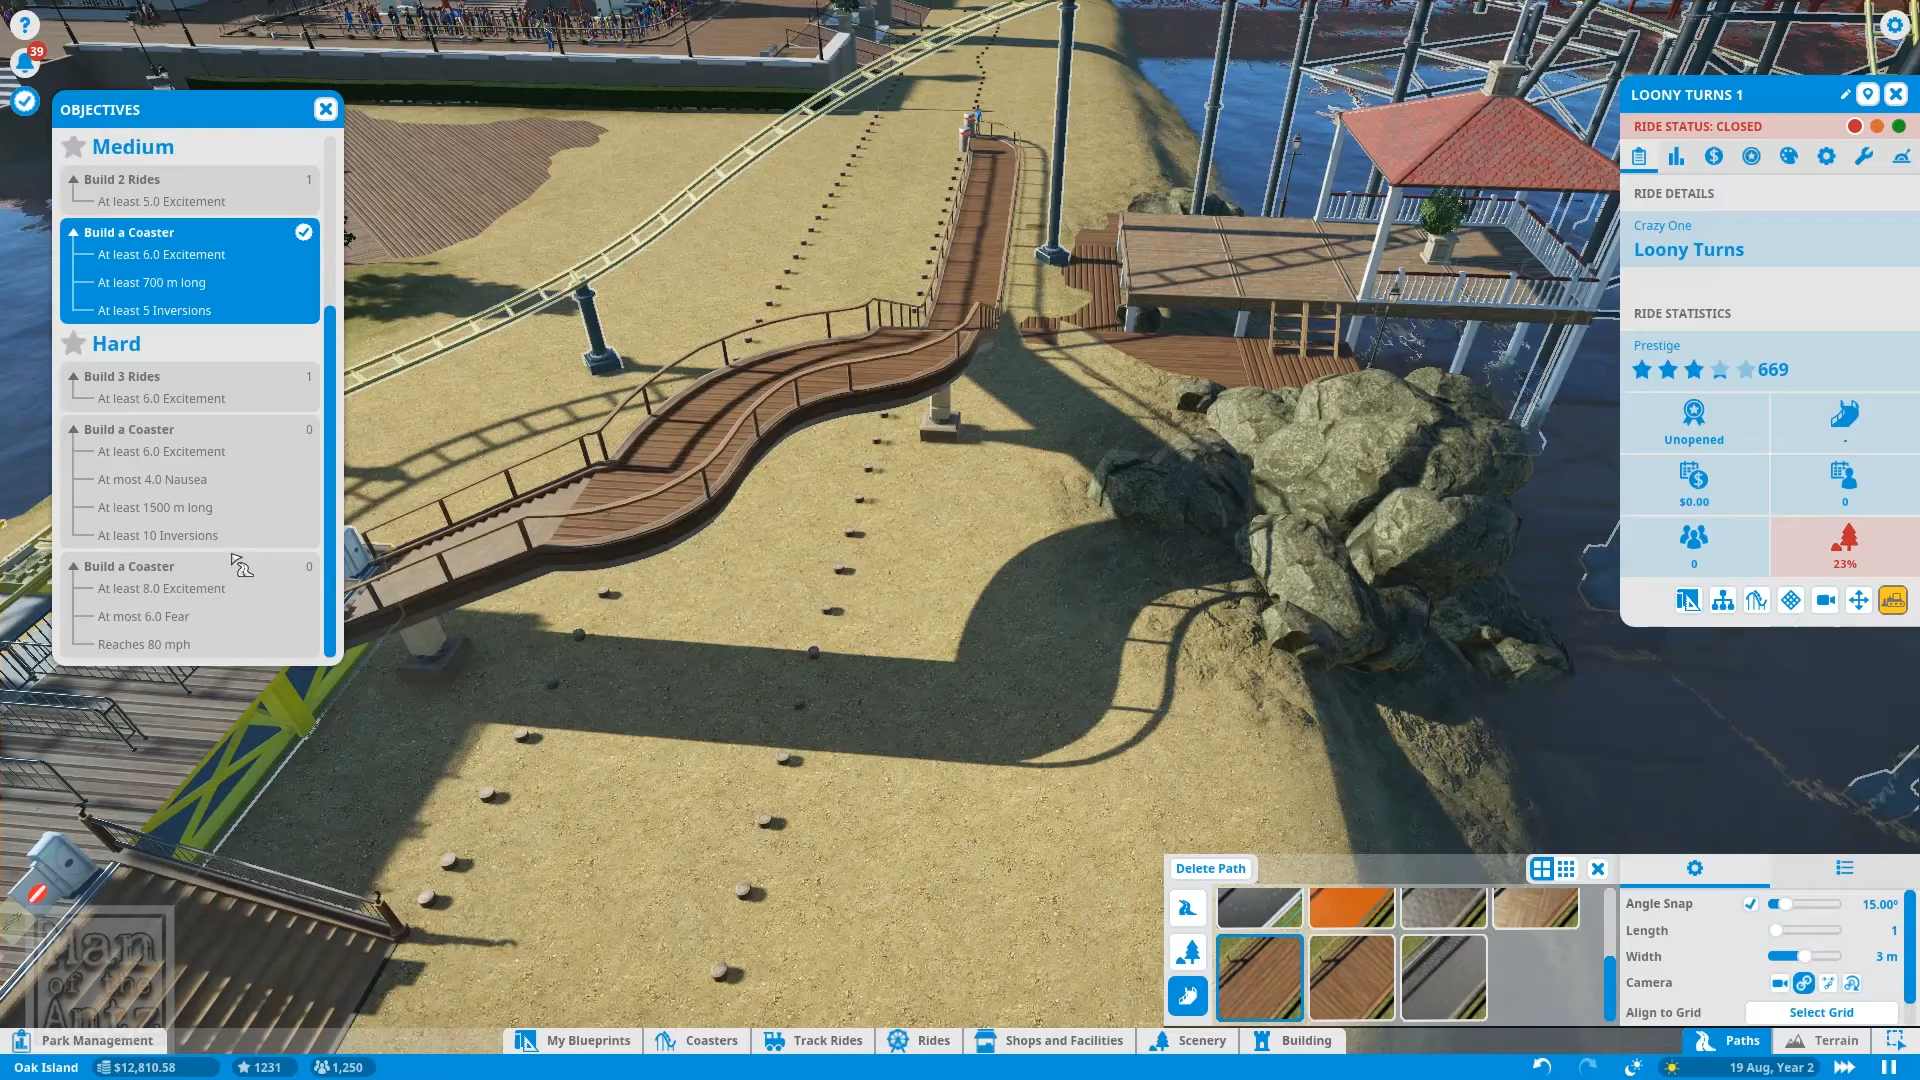 ?
39
OBJECTIVES
Medium
Build 2 Rides 1
At least 5.0 Excitement
Build a Coaster
At least 6.0 Excitement
At least 700 m long
At least 5 Inversions
Hard
Build 3 Rides 1
At least 6.0 Excitement
Build a Coaster 0
At least 6.0 Excitement
At most 4.0 Nausea
At least 1500 m long
At least 10 Inversions
Build a Coaster 0
At least 8.0 Excitement
At most 6.0 Fear
Reaches 80 mph
LOONY TURNS 1
RIDE STATUS: CLOSED
RIDE DETAILS
Crazy One
Loony Turns
RIDE STATISTICS
Prestige
669
Unopened -
$0.00 0
0 23%
Delete Path
Angle Snap 15.00°
Length 1
Width 3 m
Camera
Align to Grid Select Grid
Man
of the
Antz
Park Management My Blueprints Coasters Track Rides Rides Shops and Facilities Scenery Building Paths Terrain
Oak Island $12,810.58 1231 1,250 19 Aug, Year 2